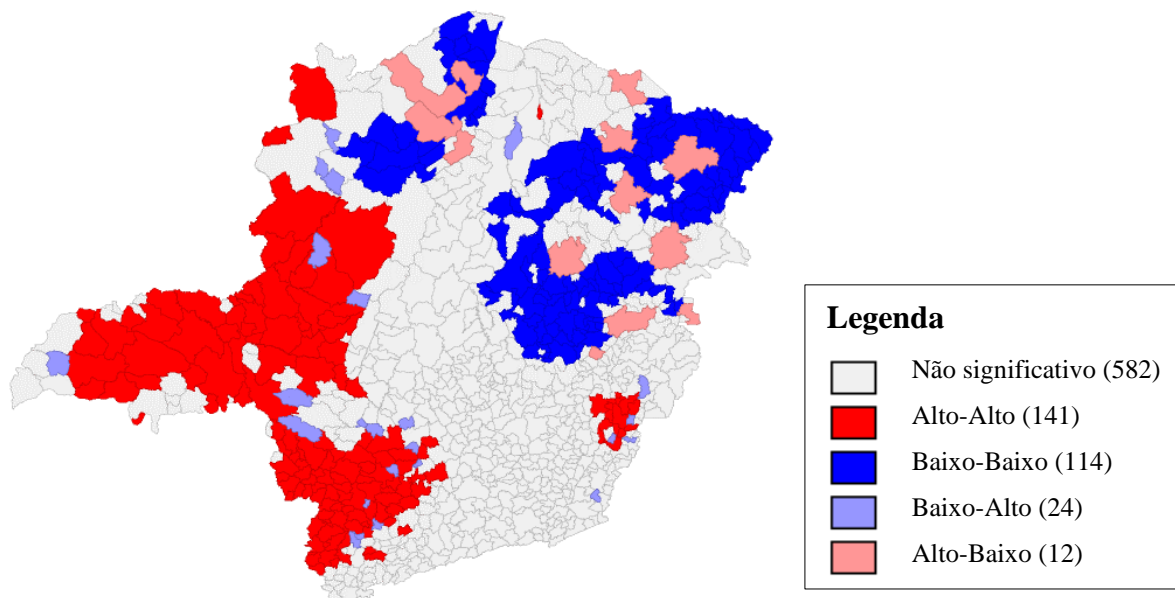 Legenda
Não significativo (582)
Alto-Alto (141)
Baixo-Baixo (114)
Baixo-Alto (24)
Alto-Baixo (12)